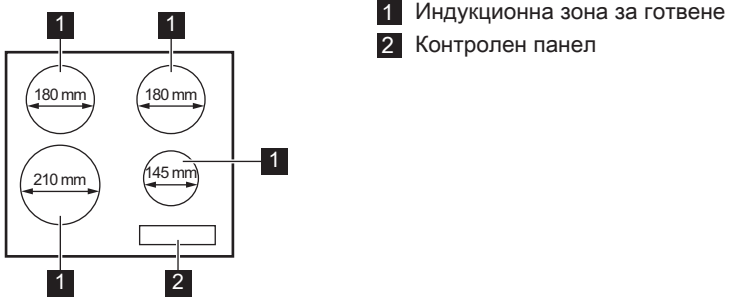 1 1
180 mm 180 mm
210 mm 145 mm 1
1 2
1 Индукционна зона за готвене
2 Контролен панел